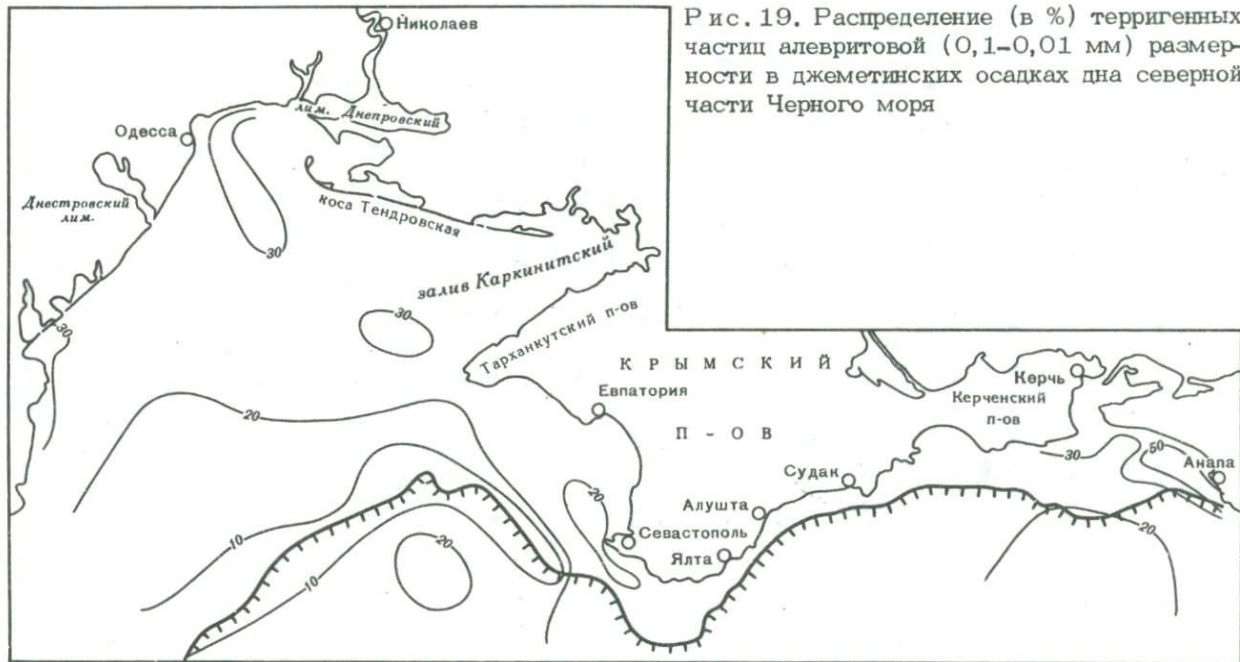 Рис. 19. Распределение (в %) терригенных
частиц алевритовой (0,1-0,01 мм) размер-
ности в джеметинских осадках дна северной
части Черного моря
Николаев
лим. Днепровский
Одесса
Днестровский
лим.
коса Тендровская
30
залив Каркинитский
30
30
Тарханкутский п-ов
КРЫМСКИЙ
П-ОВ
Евпатория
Керчь
Керченский
п-ов
20
30
50
Анапа
Судак
20
Алушта
Севастополь
Ялта
20
10
10
20